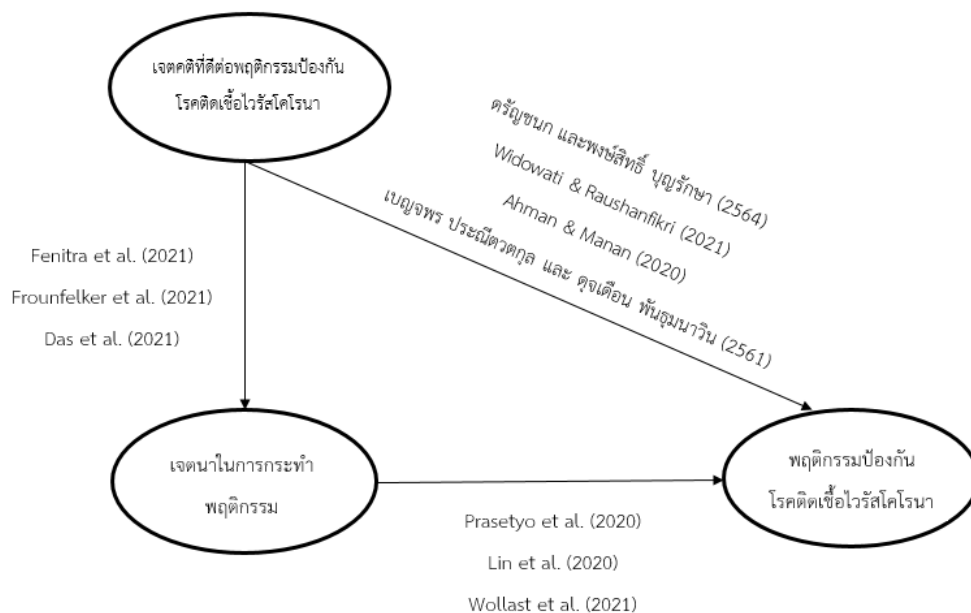 เจตคติที่ดีต่อพฤติกรรมป้องกัน
โรคติดเชื้อไวรัสโคโรนา
ดรัญชนก และพงษ์สิทธิ์ บุญรักษา (2564)
Widowati & Raushanfikri (2021)
Ahman & Manan (2020)
เบญจพร ประณีตวตกุล และ ดุจเดือน พันธุมนาวิน (2561)
Fenitra et al. (2021)
Frounfelker et al. (2021)
Das et al. (2021)
เจตนาในการกระทำ
พฤติกรรม
พฤติกรรมป้องกัน
โรคติดเชื้อไวรัสโคโรนา
Prasetyo et al. (2020)
Lin et al. (2020)
Wollast et al. (2021)